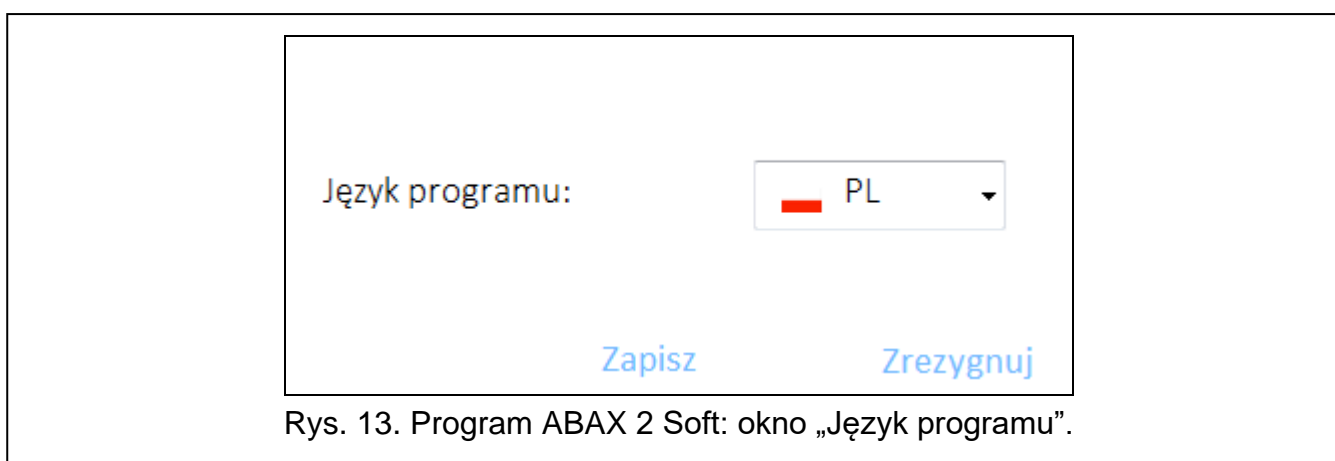 Język programu:
PL
Zapisz Zrezygnuj
Rys. 13. Program ABAX 2 Soft: okno „Język programu”.